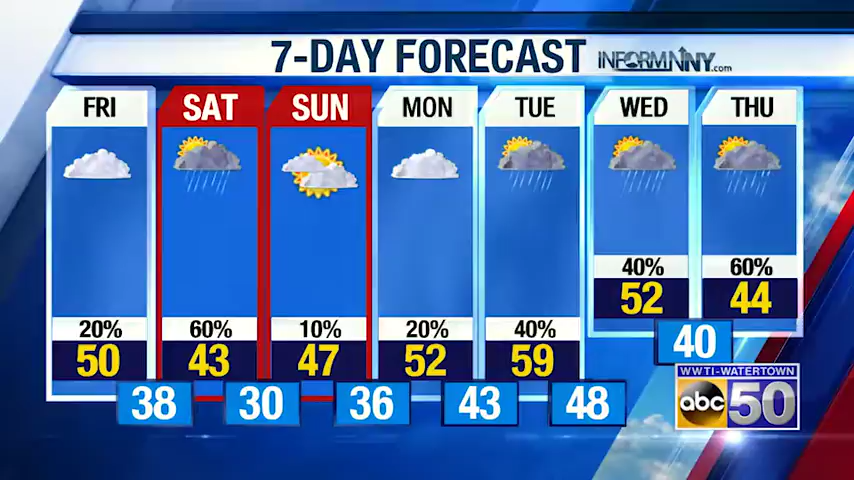 7-DAY FORECAST INFORMNNY.com
FRI SAT SUN MON TUE WED THU
40% 60%
52 44
20% 60% 10% 20% 40%
50 43 47 52 59
40
38 30 36 43 48
WWTI-WATERTOWN
abc 50